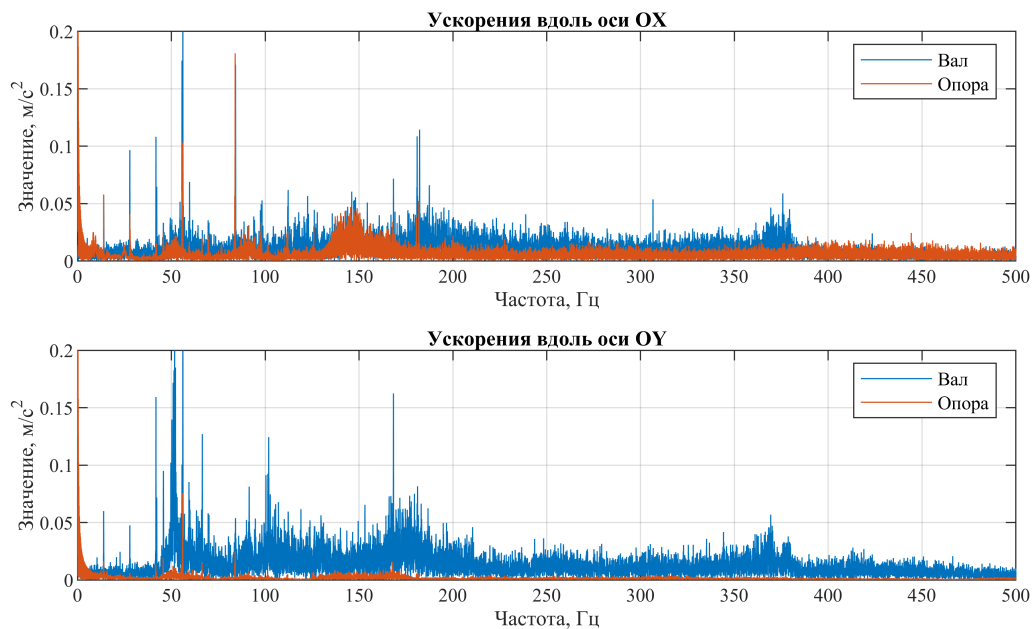 Ускорения вдоль оси OX
Значение, м/с²
0.2
0.15
0.1
0.05
0
Вал
Опора
0 50 100 150 200 250 300 350 400 450 500
Частота, Гц
Ускорения вдоль оси OY
Значение, м/с²
0.2
0.15
0.1
0.05
0
Вал
Опора
0 50 100 150 200 250 300 350 400 450 500
Частота, Гц